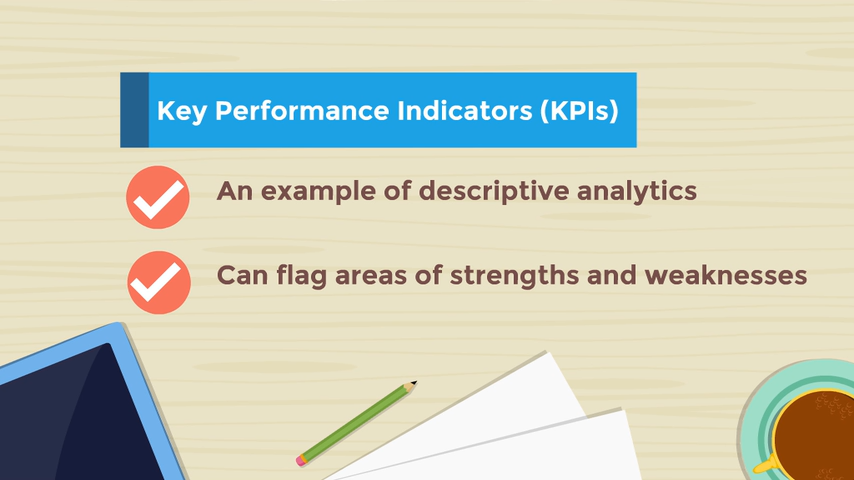 Key Performance Indicators (KPIs)
An example of descriptive analytics
Can flag areas of strengths and weaknesses